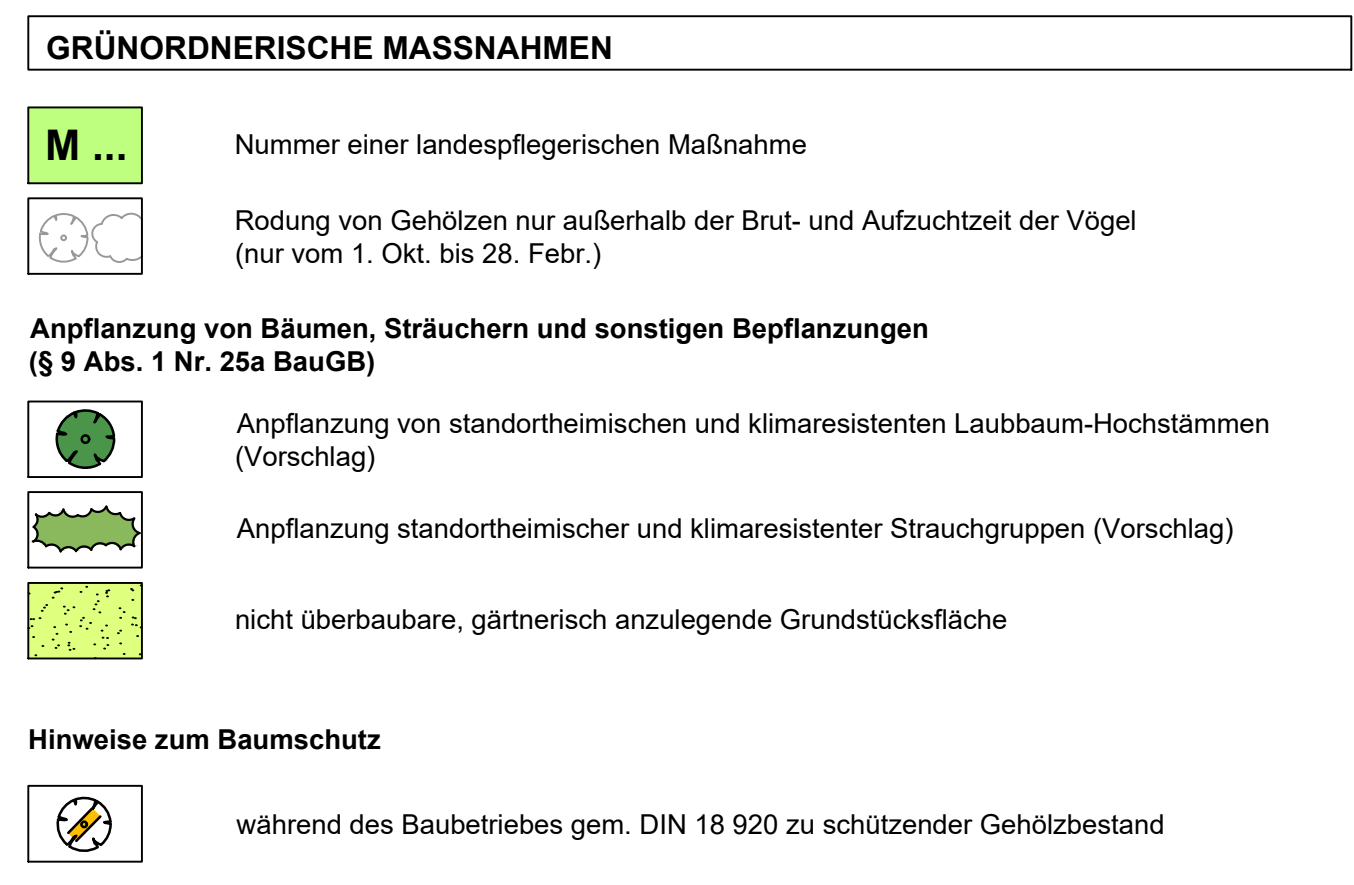 GRÜNORDNERISCHE MASSNAHMEN
M ...
Nummer einer landespflegerischen Maßnahme
Rodung von Gehölzen nur außerhalb der Brut- und Aufzuchtzeit der Vögel
(nur vom 1. Okt. bis 28. Febr.)
Anpflanzung von Bäumen, Sträuchern und sonstigen Bepflanzungen
(§ 9 Abs. 1 Nr. 25a BauGB)
Anpflanzung von standortheimischen und klimaresistenten Laubbaum-Hochstämmen
(Vorschlag)
Anpflanzung standortheimischer und klimaresistenter Strauchgruppen (Vorschlag)
nicht überbaubare, gärtnerisch anzulegende Grundstücksfläche
Hinweise zum Baumschutz
während des Baubetriebes gem. DIN 18 920 zu schützender Gehölzbestand